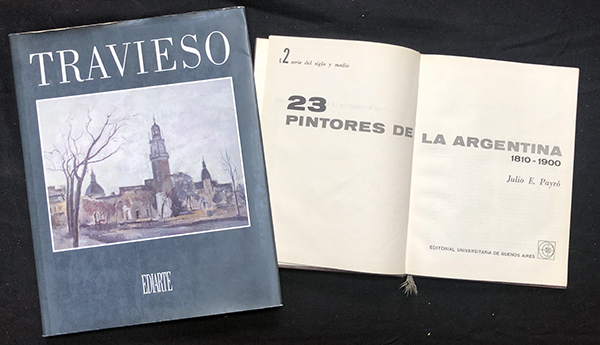 TRAVIESO
EDIARTE
2 serie del siglo y medio
23
PINTORES DE LA ARGENTINA
1810-1900
Julio E. Payró
EDITORIAL UNIVERSITARIA DE BUENOS AIRES